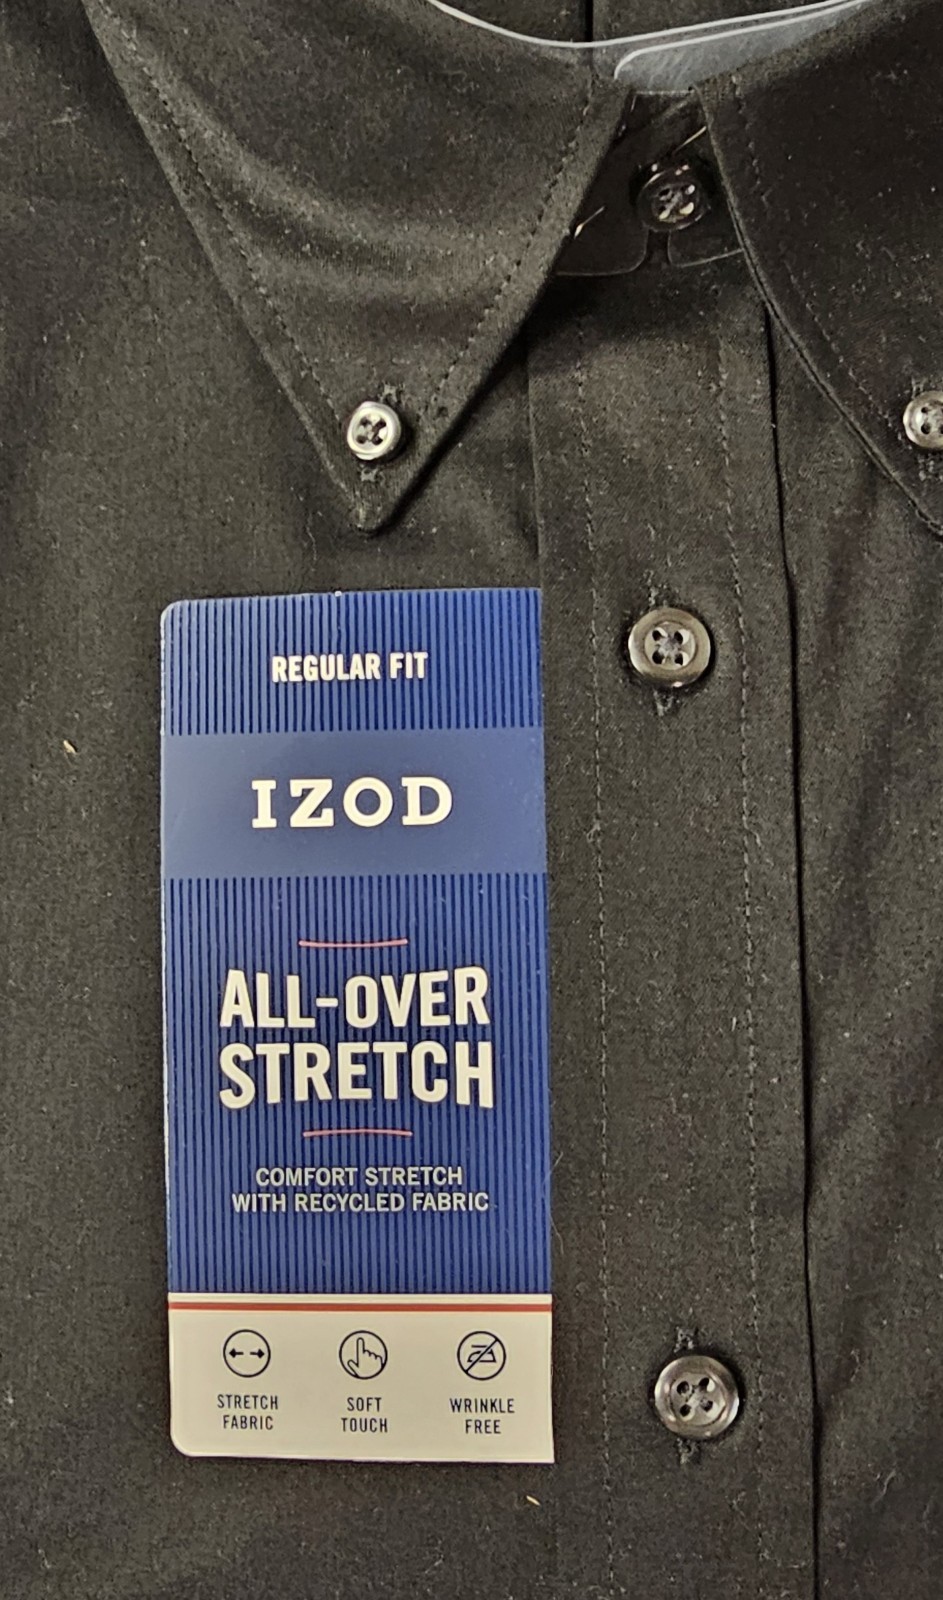 REGULAR FIT
IZOD
ALL-OVER
STRETCH
COMFORT STRETCH
WITH RECYCLED FABRIC
STRETCH
FABRIC
SOFT
TOUCH
WRINKLE
FREE